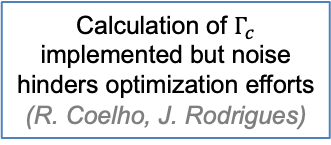 Calculation of Γc
implemented but noise
hinders optimization efforts
(R. Coelho, J. Rodrigues)